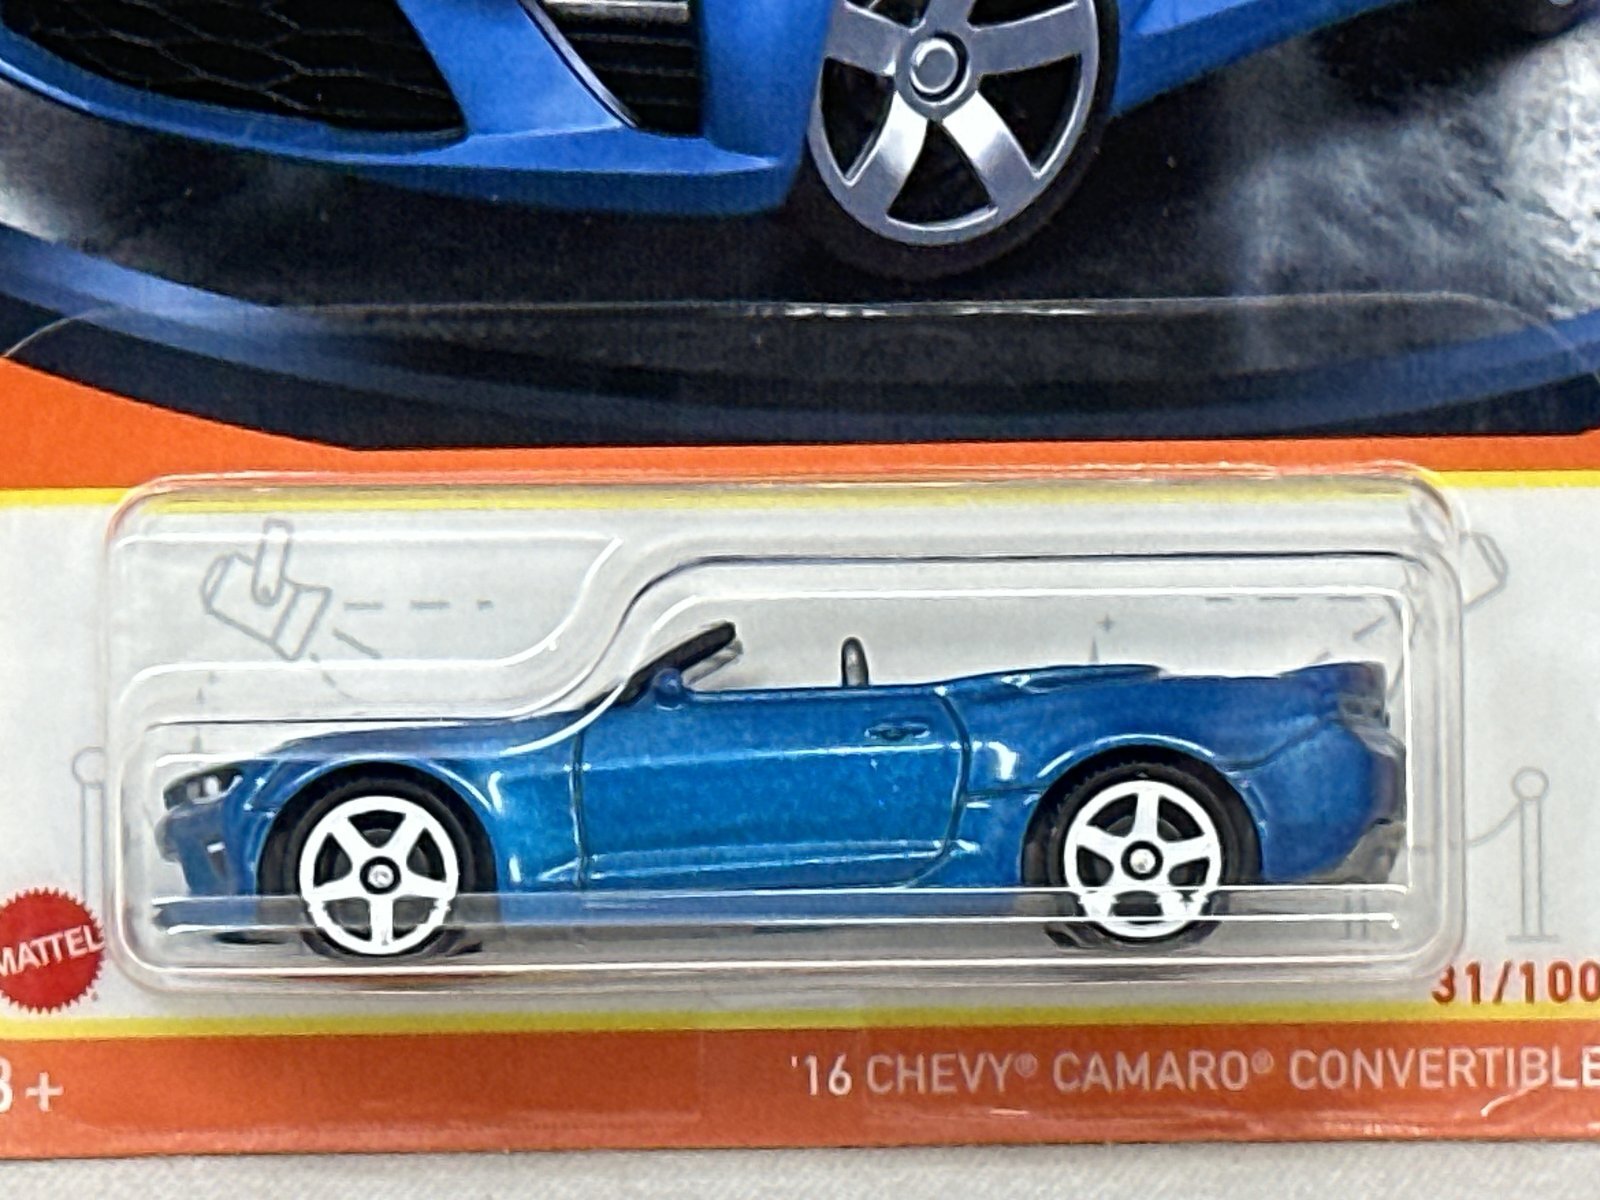 MATTEL
31/100
3+
'16 CHEVY® CAMARO® CONVERTIBLE